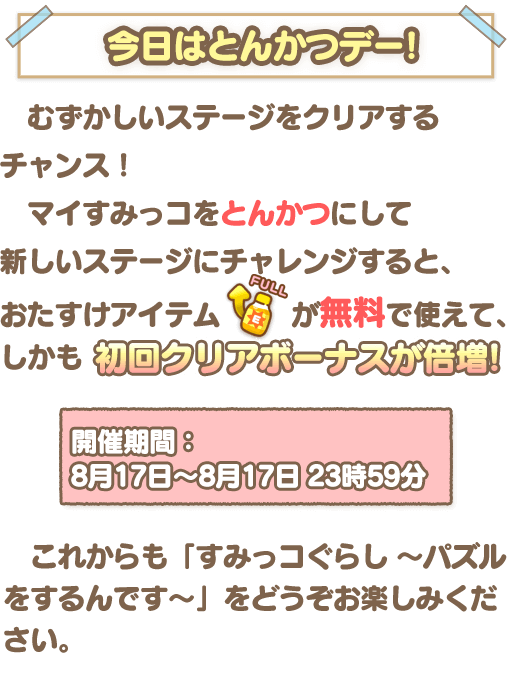 今日はとんかつデー!
むずかしいステージをクリアする
チャンス！
マイすみっコをとんかつにして
新しいステージにチャレンジすると、
FULL
おたすけアイテム E が無料で使えて、
しかも 初回クリアボーナスが倍増!
開催期間：
8月17日～8月17日 23時59分
これからも「すみっコぐらし ～パズル
をするんです～」をどうぞお楽しみくだ
さい。